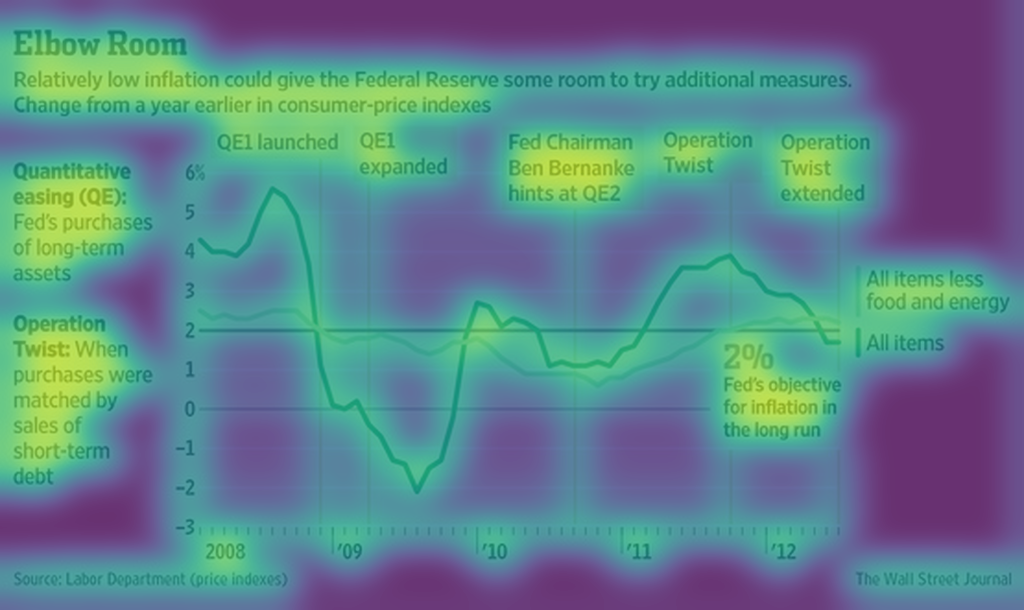 Elbow Room
Relatively low inflation could give the Federal Reserve some room to try additional measures.
Change from a year earlier in consumer-price indexes
QE1 launched
QE1
expanded
Fed Chairman
Ben Bernanke
hints at QE2
Operation
Twist
Operation
Twist
extended
Quantitative
easing (QE):
Fed's purchases
of long-term
assets
Operation
Twist: When
purchases were
matched by
sales of
short-term
debt
6%
5
4
3
2
1
0
–1
–2
–3
All items less
food and energy
All items
2%
Fed's objective
for inflation in
the long run
2008
'09
'10
'11
'12
Source: Labor Department (price indexes)
The Wall Street Journal